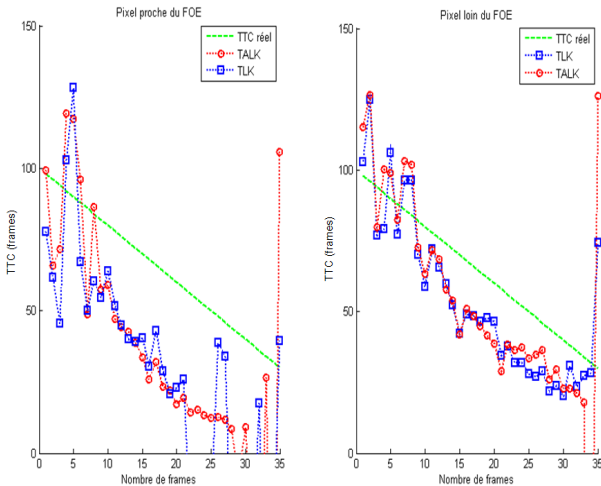 Pixel proche du FOE
TTC réel
TALK
TLK
150
100
50
0
TTC (frames)
0 5 10 15 20 25 30 35
Nombre de frames
Pixel loin du FOE
TTC réel
TLK
TALK
150
100
50
0
TTC (frames)
0 5 10 15 20 25 30 35
Nombre de frames